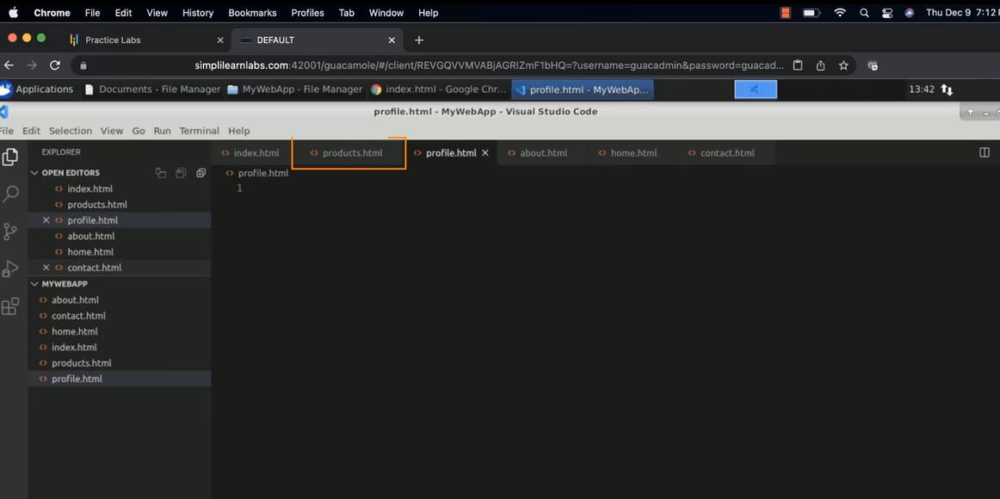 Chrome File Edit View History Bookmarks Profiles Tab Window Help Thu Dec 9 7:12
Practice Labs DEFAULT
simplilearnlabs.com:42001/guacamole/#/client/REVGQVVMVABjAGRlZmF1bHQ=?username=guacadmin&password=guacad...
Applications Documents - File Manager MyWebApp - File Manager index.html - Google Chr... profile.html - MyWebAp... 13:42
profile.html - MyWebApp - Visual Studio Code
File Edit Selection View Go Run Terminal Help
EXPLORER
index.html products.html profile.html about.html home.html contact.html
OPEN EDITORS
index.html
products.html
profile.html
about.html
home.html
contact.html
MYWEBAPP
about.html
contact.html
home.html
index.html
products.html
profile.html
profile.html
1